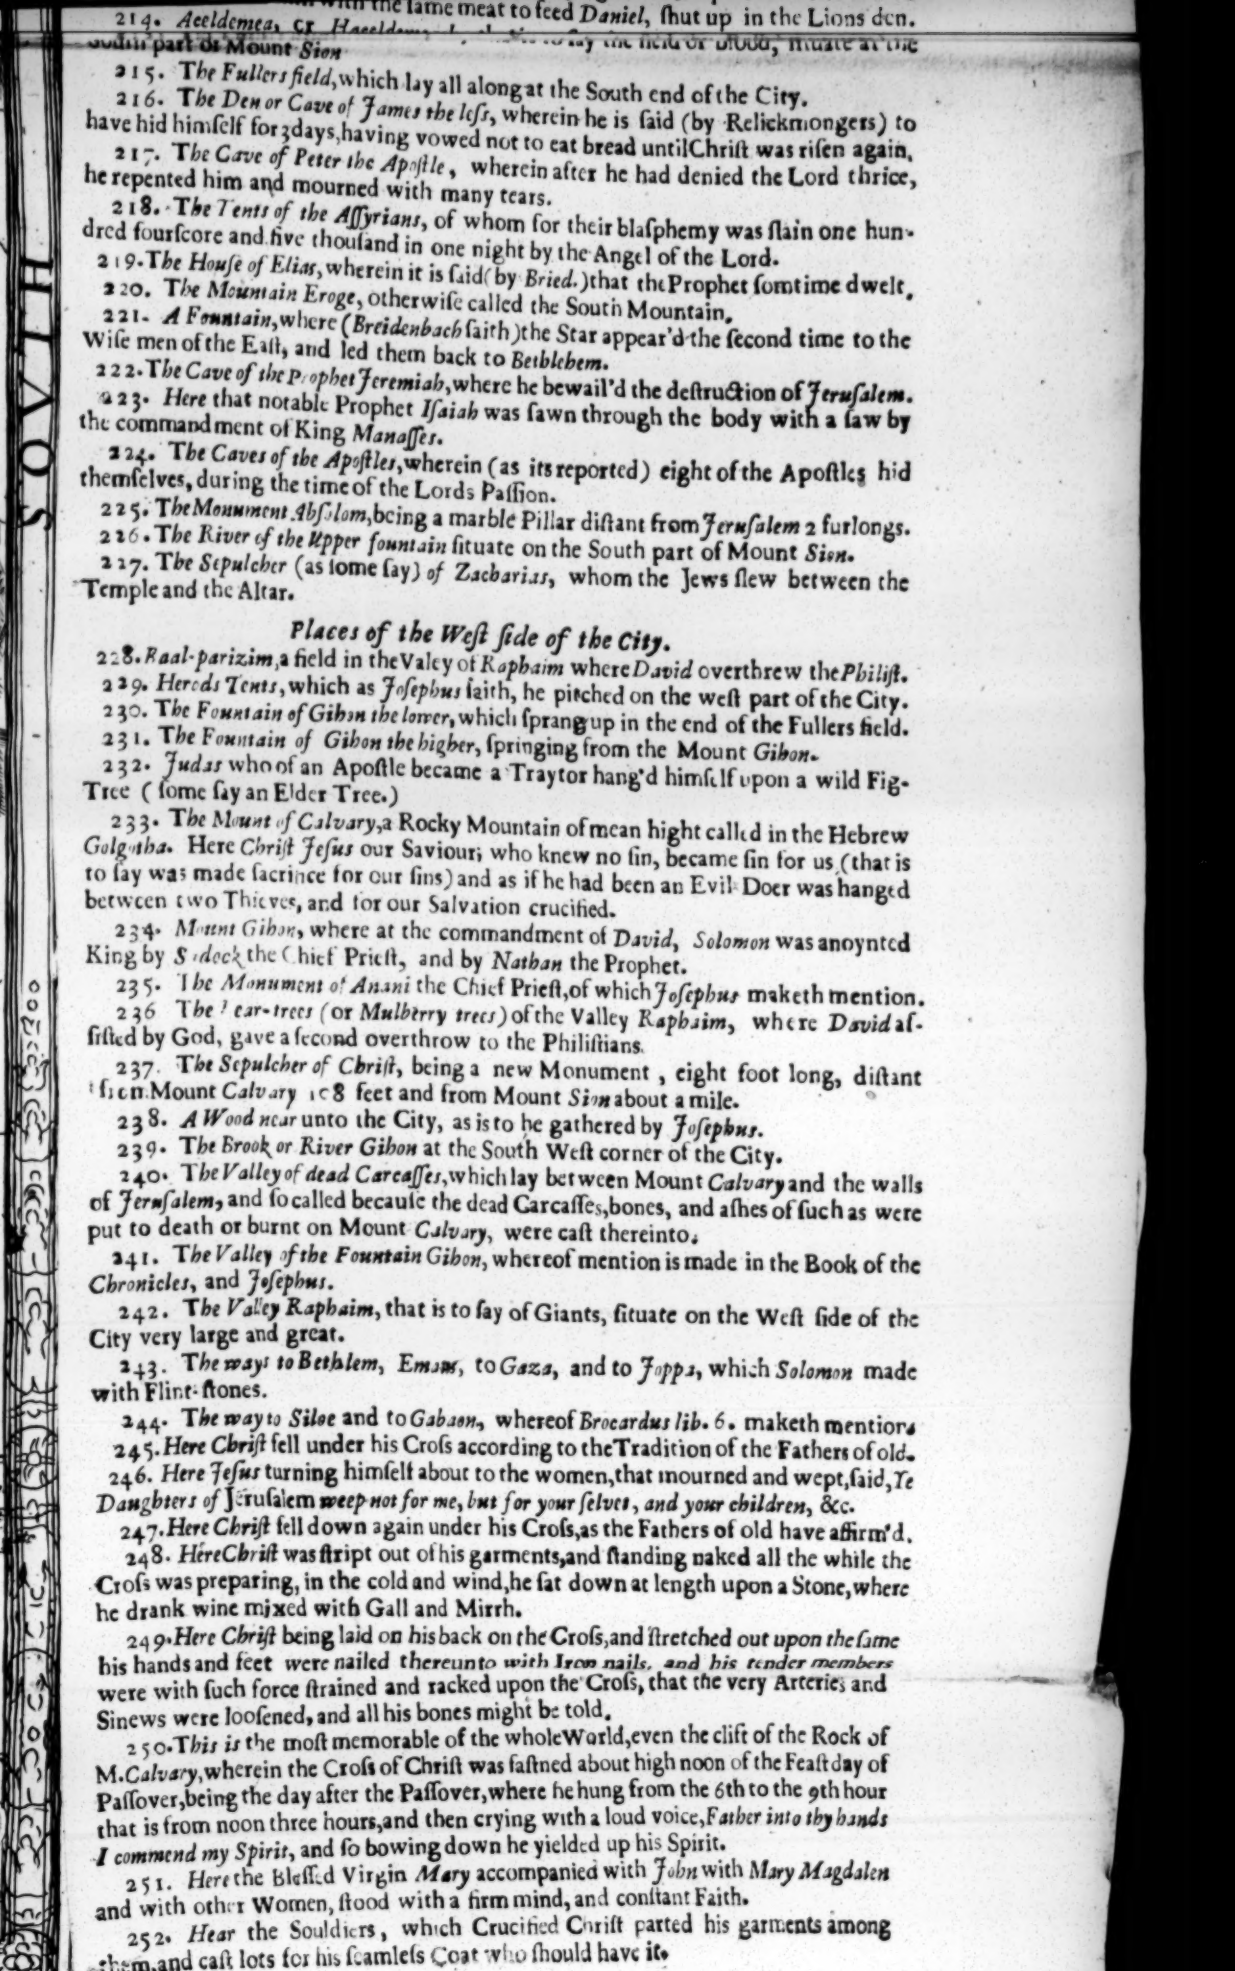 the same meat to feed Daniel, shut up in the Lions den.
214. Aceldemea, or
part of Mount Sion
215. The Fullers field, which lay all along at the South end of the City.
216. The Den or Cave of James the less, wherein he is said (by Relickmongers) to
have hid himself for 3 days, having vowed not to eat bread until Christ was risen again.
217. The Cave of Peter the Apostle, wherein after he had denied the Lord thrice,
he repented him and mourned with many tears.
218. The Tents of the Assyrians, of whom for their blasphemy was slain one hun-
dred fourscore and five thousand in one night by the Angel of the Lord.
219. The House of Elias, wherein it is said (by Bried.) that the Prophet somtime dwelt.
220. The Mountain Eroge, otherwise called the South Mountain.
221. A Fountain, where (Breidenbach saith) the Star appear'd the second time to the
Wise men of the East, and led them back to Bethlehem.
222. The Cave of the Prophet Jeremiah, where he bewail'd the destruction of Jerusalem.
223. Here that notable Prophet Isaiah was sawn through the body with a saw by
the commandment of King Manasses.
224. The Caves of the Apostles, wherein (as its reported) eight of the Apostles hid
themselves, during the time of the Lords Passion.
225. The Monument Absolom, being a marble Pillar distant from Jerusalem 2 furlongs.
226. The River of the Upper fountain situate on the South part of Mount Sion.
227. The Sepulcher (as some say) of Zacharias, whom the Jews slew between the
Temple and the Altar.
Places of the West side of the City.
228. Baal-parizim, a field in the Valey of Raphaim where David overthrew the Philist.
229. Herods Tents, which as Josephus saith, he pitched on the west part of the City.
230. The Fountain of Gihon the lower, which sprang up in the end of the Fullers field.
231. The Fountain of Gihon the higher, springing from the Mount Gihon.
232. Judas who of an Apostle became a Traytor hang'd himself upon a wild Fig-
Tree (some say an Elder Tree.)
233. The Mount of Calvary, a Rocky Mountain of mean hight called in the Hebrew
Golgotha. Here Christ Jesus our Saviour; who knew no sin, became sin for us (that is
to say was made sacrifice for our sins) and as if he had been an Evil Doer was hanged
between two Thieves, and for our Salvation crucified.
234. Mount Gihon, where at the commandment of David, Solomon was anoynted
King by Sadock the Chief Priest, and by Nathan the Prophet.
235. The Monument of Anani the Chief Priest, of which Josephus maketh mention.
236 The Pear-trees (or Mulberry trees) of the Valley Raphaim, where David as-
sisted by God, gave a second overthrow to the Philistians.
237. The Sepulcher of Christ, being a new Monument, eight foot long, distant
from Mount Calvary 108 feet and from Mount Sion about a mile.
238. A Wood near unto the City, as is to be gathered by Josephus.
239. The Brook or River Gihon at the South West corner of the City.
240. The Valley of dead Carcasses, which lay between Mount Calvary and the walls
of Jerusalem, and so called because the dead Carcasses, bones, and ashes of such as were
put to death or burnt on Mount Calvary, were cast thereinto.
241. The Valley of the Fountain Gihon, whereof mention is made in the Book of the
Chronicles, and Josephus.
242. The Valley Raphaim, that is to say of Giants, situate on the West side of the
City very large and great.
243. The ways to Bethlem, Emaus, to Gaza, and to Joppa, which Solomon made
with Flint-stones.
244. The way to Siloe and to Gabaon, whereof Brocardus lib. 6. maketh mention.
245. Here Christ fell under his Cross according to the Tradition of the Fathers of old.
246. Here Jesus turning himself about to the women, that mourned and wept, said, Ye
Daughters of Jerusalem weep not for me, but for your selves, and your children, &c.
247. Here Christ fell down again under his Cross, as the Fathers of old have affirm'd.
248. Here Christ was stript out of his garments, and standing naked all the while the
Cross was preparing, in the cold and wind, he sat down at length upon a Stone, where
he drank wine mixed with Gall and Mirrh.
249. Here Christ being laid on his back on the Cross, and stretched out upon the same
his hands and feet were nailed thereunto with Iron nails, and his tender members
were with such force strained and racked upon the Cross, that the very Arteries and
Sinews were loosened, and all his bones might be told.
250. This is the most memorable of the whole World, even the clift of the Rock of
M. Calvary, wherein the Cross of Christ was fastned about high noon of the Feast day of
Passover, being the day after the Passover, where he hung from the 6th to the 9th hour
that is from noon three hours, and then crying with a loud voice, Father into thy hands
I commend my Spirit, and so bowing down he yielded up his Spirit.
251. Here the Blessed Virgin Mary accompanied with John with Mary Magdalen
and with other Women, stood with a firm mind, and constant Faith.
252. Hear the Souldiers, which Crucified Christ parted his garments among
them, and cast lots for his seamless Coat who should have it.
SOVTH